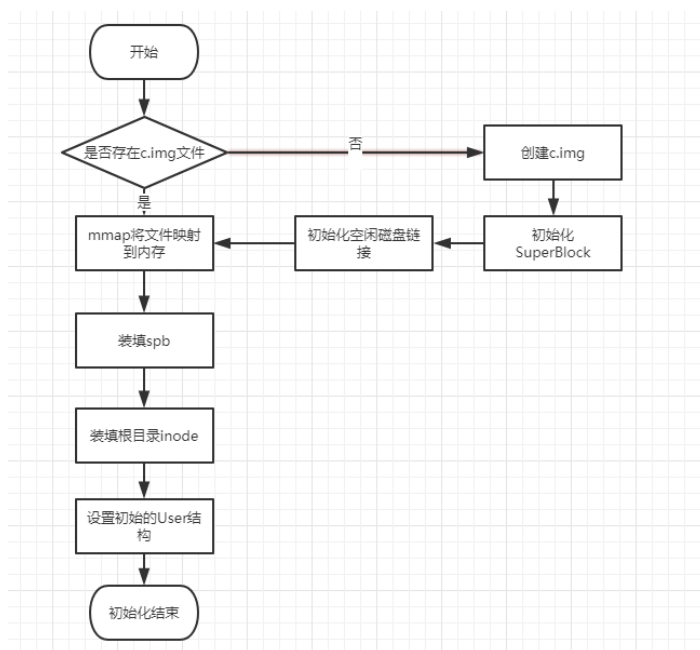 开始
是否存在c.img文件
否
创建c.img
是
mmap将文件映射
到内存
初始化空闲磁盘链
接
初始化
SuperBlock
装填spb
装填根目录inode
设置初始的User结
构
初始化结束